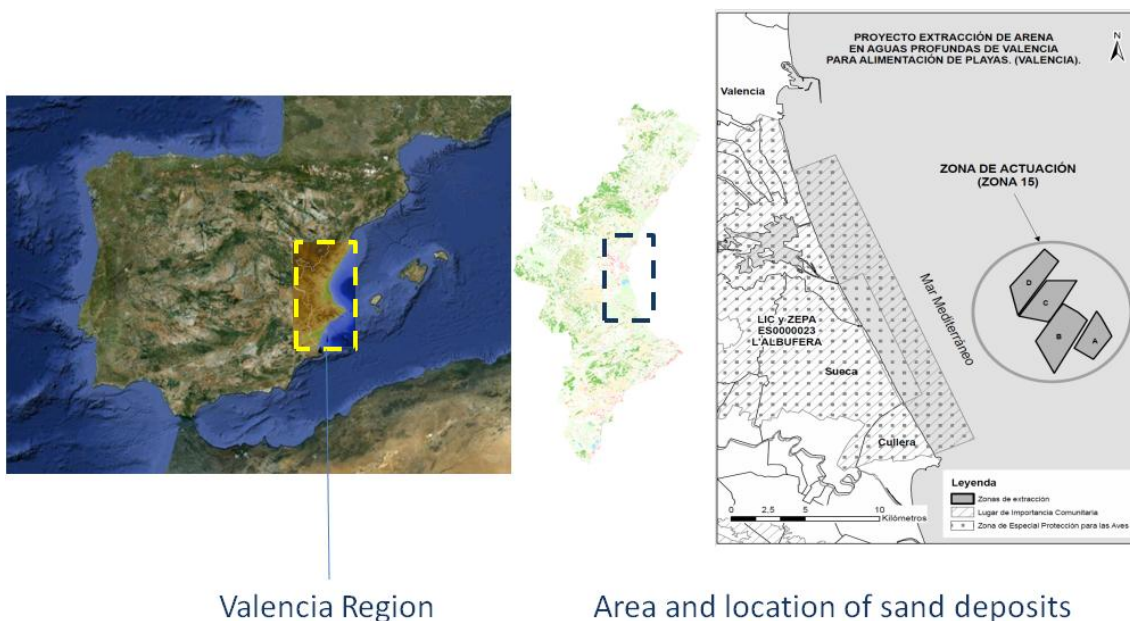 PROYECTO EXTRACCIÓN DE ARENA
EN AGUAS PROFUNDAS DE VALENCIA
PARA ALIMENTACIÓN DE PLAYAS. (VALENCIA).
N
Valencia
ZONA DE ACTUACIÓN
(ZONA 15)
D
C
B
A
Mar Mediterráneo
LIC y ZEPA
ES0000023
L'ALBUFERA
Sueca
Cullera
Leyenda
Zonas de extracción
Lugar de Importancia Comunitaria
Zona de Especial Protección para las Aves
0 2.5 5 10
Kilómetros
Valencia Region
Area and location of sand deposits